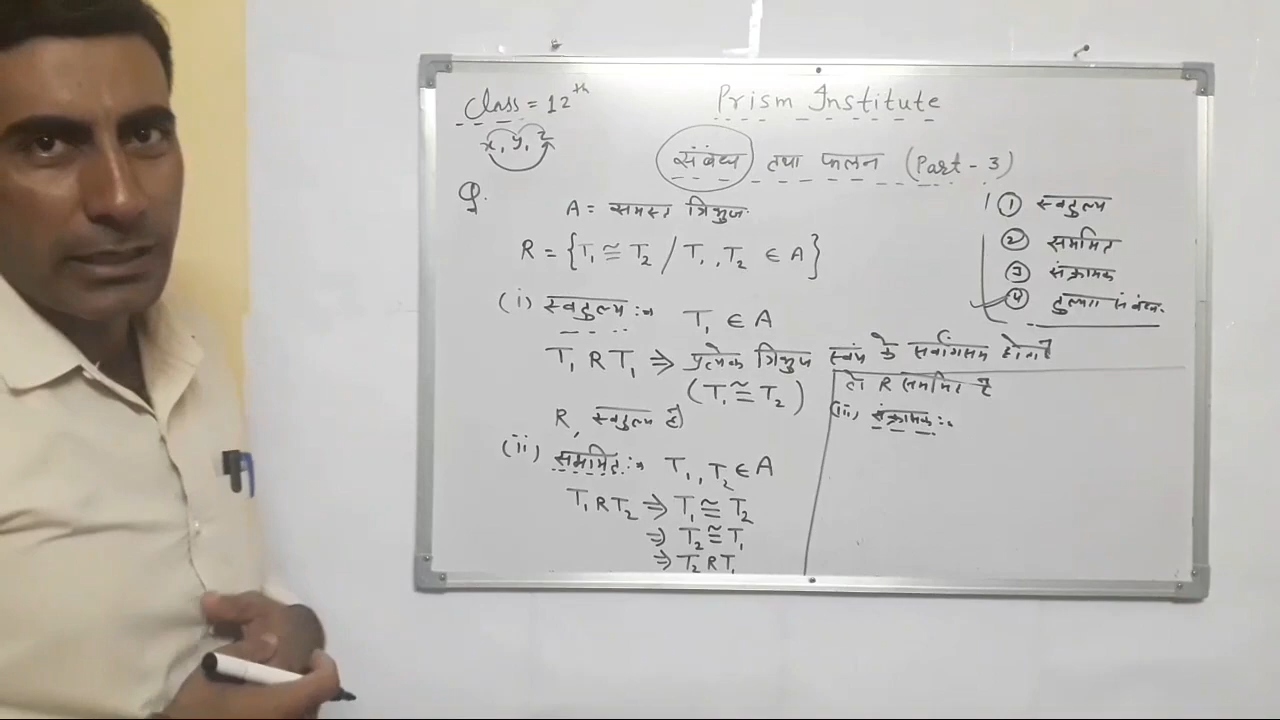 Class = 12th
Prism Institute
x, y, z
संबंध तथा फलन (Part - 3)
Q.
A = समस्त त्रिभुज
R = {T₁ ≅ T₂ / T₁, T₂ ∈ A}
① स्वतुल्य
② सममित
③ संक्रामक
④ तुल्यता संबंध
(i) स्वतुल्य :⇒ T₁ ∈ A
T₁ R T₁ ⇒ प्रत्येक त्रिभुज स्वंय के सर्वांगसम होता है
(T₁ ≅ T₂)
R, स्वतुल्य है
(ii) सममित :⇒ T₁, T₂ ∈ A
T₁ R T₂ ⇒ T₁ ≅ T₂
⇒ T₂ ≅ T₁
⇒ T₂ R T₁
तो R सममित है
(iii) संक्रामक :⇒